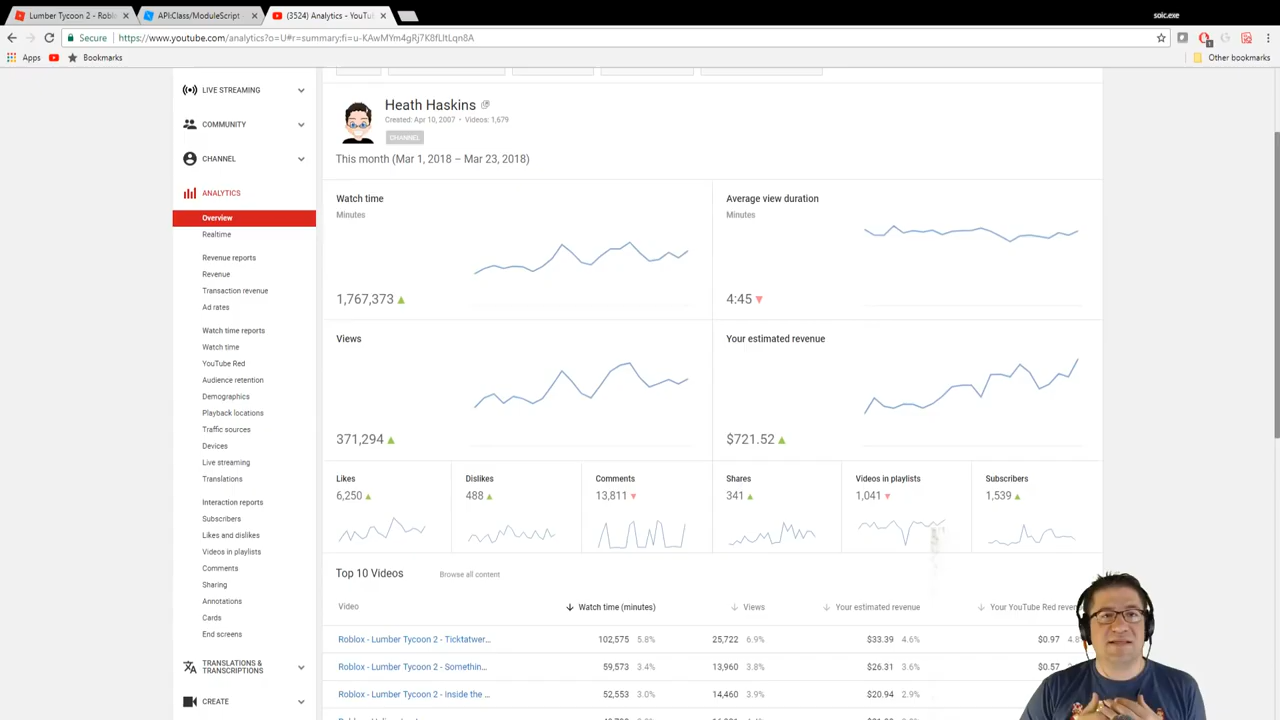 Lumber Tycoon 2 - Robl
API:Class/ModuleScript -
(3524) Analytics - YouTu
soic.exe
Secure
https://www.youtube.com/analytics?o=U#r=summary:fi=u-KAwMYm4gRj7K8fLltLqn8A
Apps
Bookmarks
Other bookmarks
LIVE STREAMING
COMMUNITY
CHANNEL
ANALYTICS
Overview
Realtime
Revenue reports
Revenue
Transaction revenue
Ad rates
Watch time reports
Watch time
YouTube Red
Audience retention
Demographics
Playback locations
Traffic sources
Devices
Live streaming
Translations
Interaction reports
Subscribers
Likes and dislikes
Videos in playlists
Comments
Sharing
Annotations
Cards
End screens
TRANSLATIONS &
TRANSCRIPTIONS
CREATE
Heath Haskins
Created: Apr 10, 2007 • Videos: 1,679
CHANNEL
This month (Mar 1, 2018 – Mar 23, 2018)
Watch time
Minutes
1,767,373
Average view duration
Minutes
4:45
Views
371,294
Your estimated revenue
$721.52
Likes
6,250
Dislikes
488
Comments
13,811
Shares
341
Videos in playlists
1,041
Subscribers
1,539
Top 10 Videos
Browse all content
Video
Watch time (minutes)
Views
Your estimated revenue
Your YouTube Red reven
Roblox - Lumber Tycoon 2 - Ticktatwer... 102,575 5.8% 25,722 6.9% $33.39 4.6% $0.97 4.8
Roblox - Lumber Tycoon 2 - Somethin... 59,573 3.4% 13,960 3.8% $26.31 3.6% $0.57
Roblox - Lumber Tycoon 2 - Inside the ... 52,553 3.0% 14,460 3.9% $20.94 2.9%